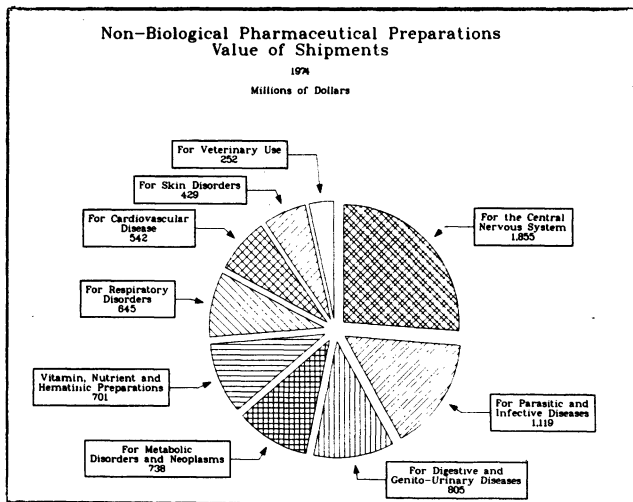 Non-Biological Pharmaceutical Preparations
Value of Shipments
1974
Millions of Dollars
For Veterinary Use
252
For Skin Disorders
429
For Cardiovascular
Disease
542
For Respiratory
Disorders
645
Vitamin, Nutrient and
Hematinic Preparations
701
For Metabolic
Disorders and Neoplasms
738
For Digestive and
Genito-Urinary Diseases
805
For Parasitic and
Infective Diseases
1,119
For the Central
Nervous System
1,855